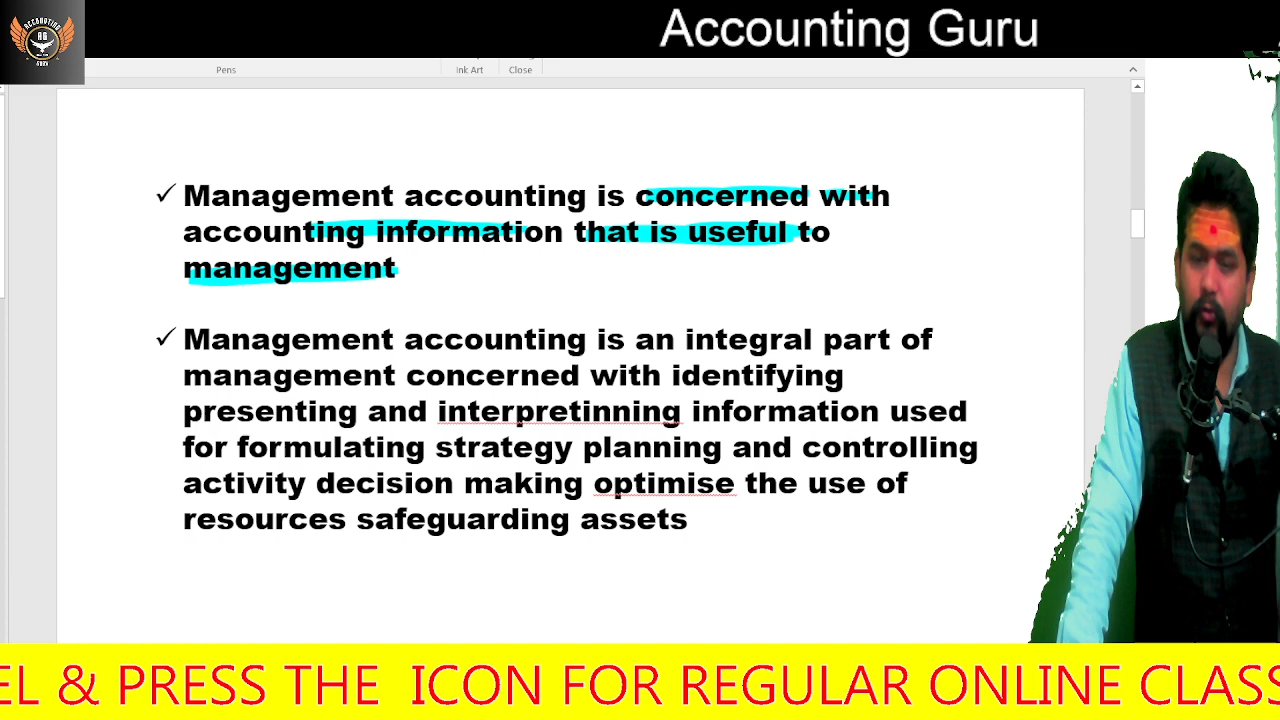 ACCOUNTING
AG
GURU
Accounting Guru
Pens
Ink Art
Close
✓ Management accounting is concerned with
accounting information that is useful to
management
✓ Management accounting is an integral part of
management concerned with identifying
presenting and interpretinning information used
for formulating strategy planning and controlling
activity decision making optimise the use of
resources safeguarding assets
EL & PRESS THE ICON FOR REGULAR ONLINE CLASS